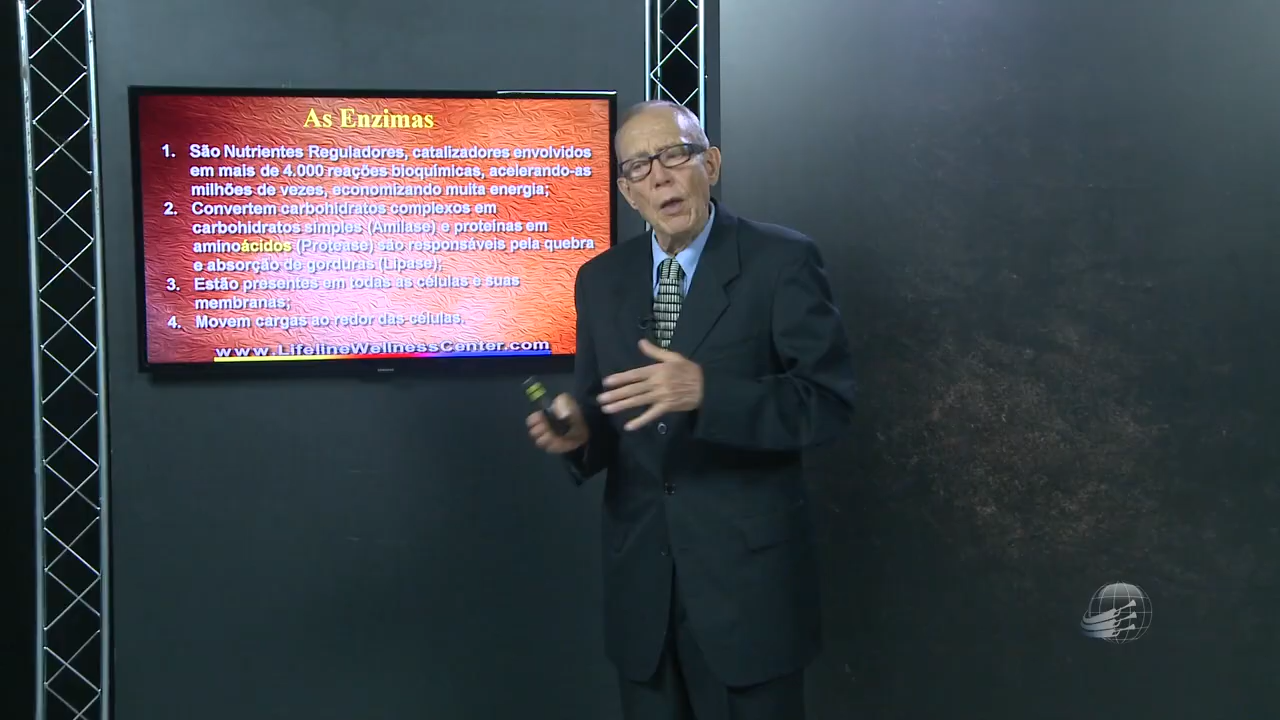 As Enzimas
1. São Nutrientes Reguladores, catalizadores envolvidos
em mais de 4.000 reações bioquímicas, acelerando-as
milhões de vezes, economizando muita energia;
2. Convertem carbohidratos complexos em
carbohidratos simples (Amilase) e proteínas em
aminoácidos (Protease) são responsáveis pela quebra
e absorção de gorduras (Lipase);
3. Estão presentes em todas as células e suas
membranas;
4. Movem cargas ao redor das células.
www.LifelineWellnessCenter.com